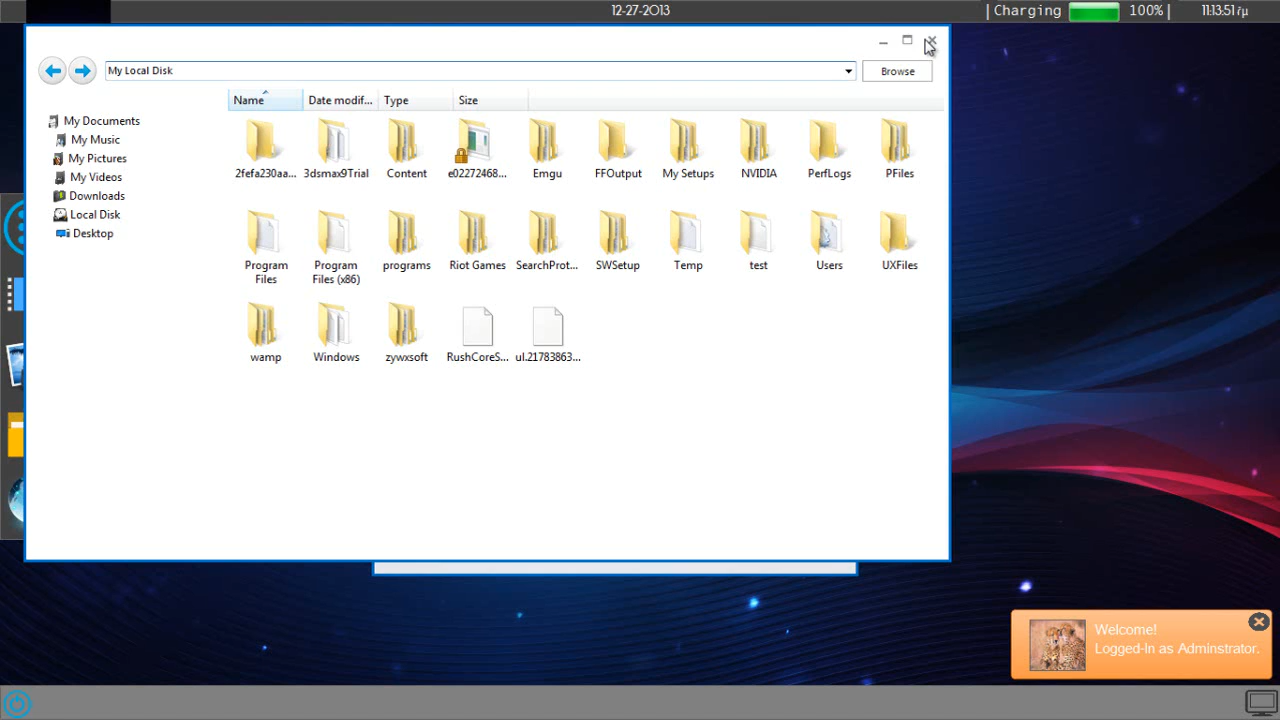 12-27-2013
|Charging 100%|
11:13:51 μ
My Local Disk
Browse
Name
Date modif...
Type
Size
My Documents
My Music
My Pictures
My Videos
Downloads
Local Disk
Desktop
2fefa230aa...
3dsmax9Trial
Content
e02272468...
Emgu
FFOutput
My Setups
NVIDIA
PerfLogs
PFiles
Program
Files
Program
Files (x86)
programs
Riot Games
SearchProt...
SWSetup
Temp
test
Users
UXFiles
wamp
Windows
zywxsoft
RushCoreS...
ul.21783863...
Welcome!
Logged-In as Adminstrator.